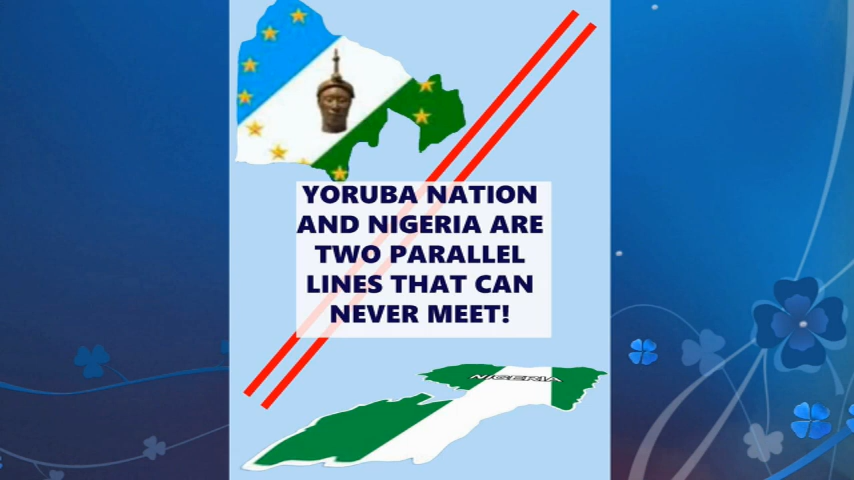 YORUBA NATION
AND NIGERIA ARE
TWO PARALLEL
LINES THAT CAN
NEVER MEET!
NIGERIA